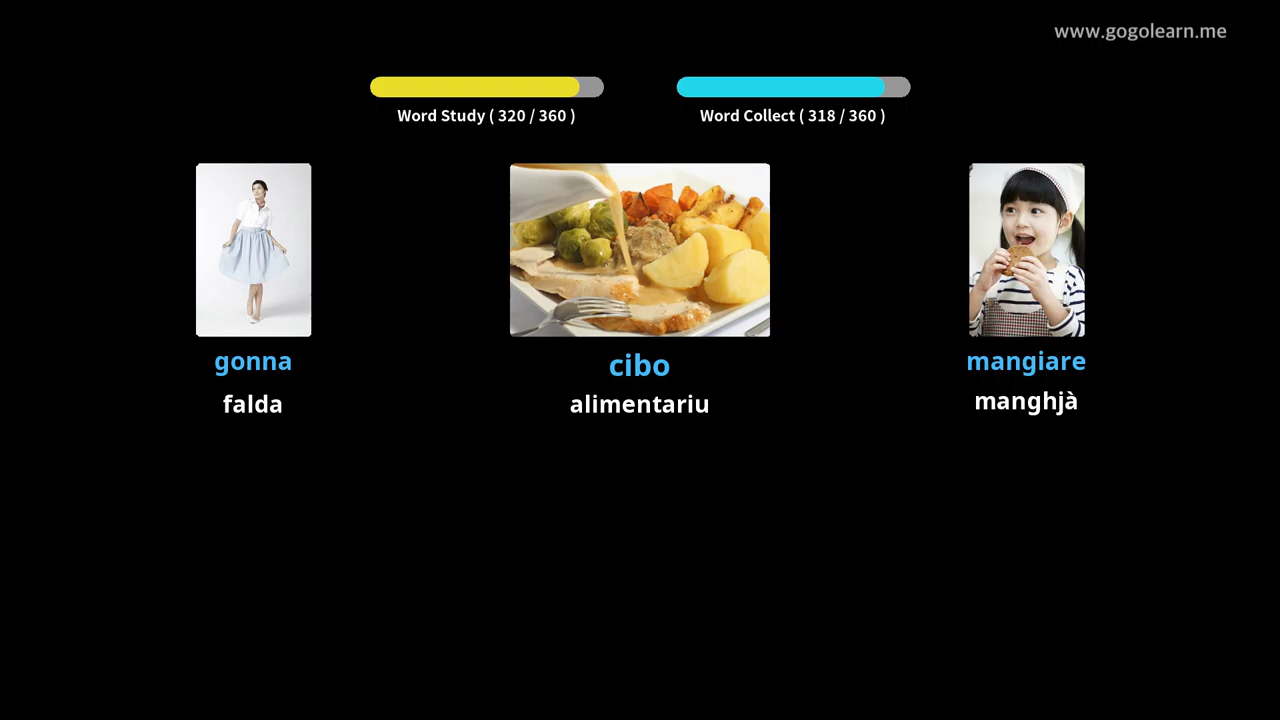 www.gogolearn.me
Word Study ( 320 / 360 )
Word Collect ( 318 / 360 )
gonna
falda
cibo
alimentariu
mangiare
manghjà